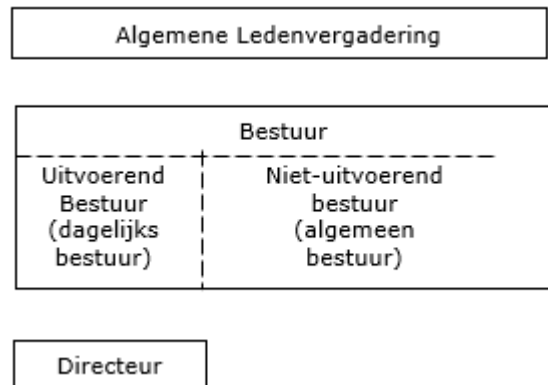 Algemene Ledenvergadering
Bestuur
Uitvoerend
Bestuur
(dagelijks
bestuur)
Niet-uitvoerend
bestuur
(algemeen
bestuur)
Directeur